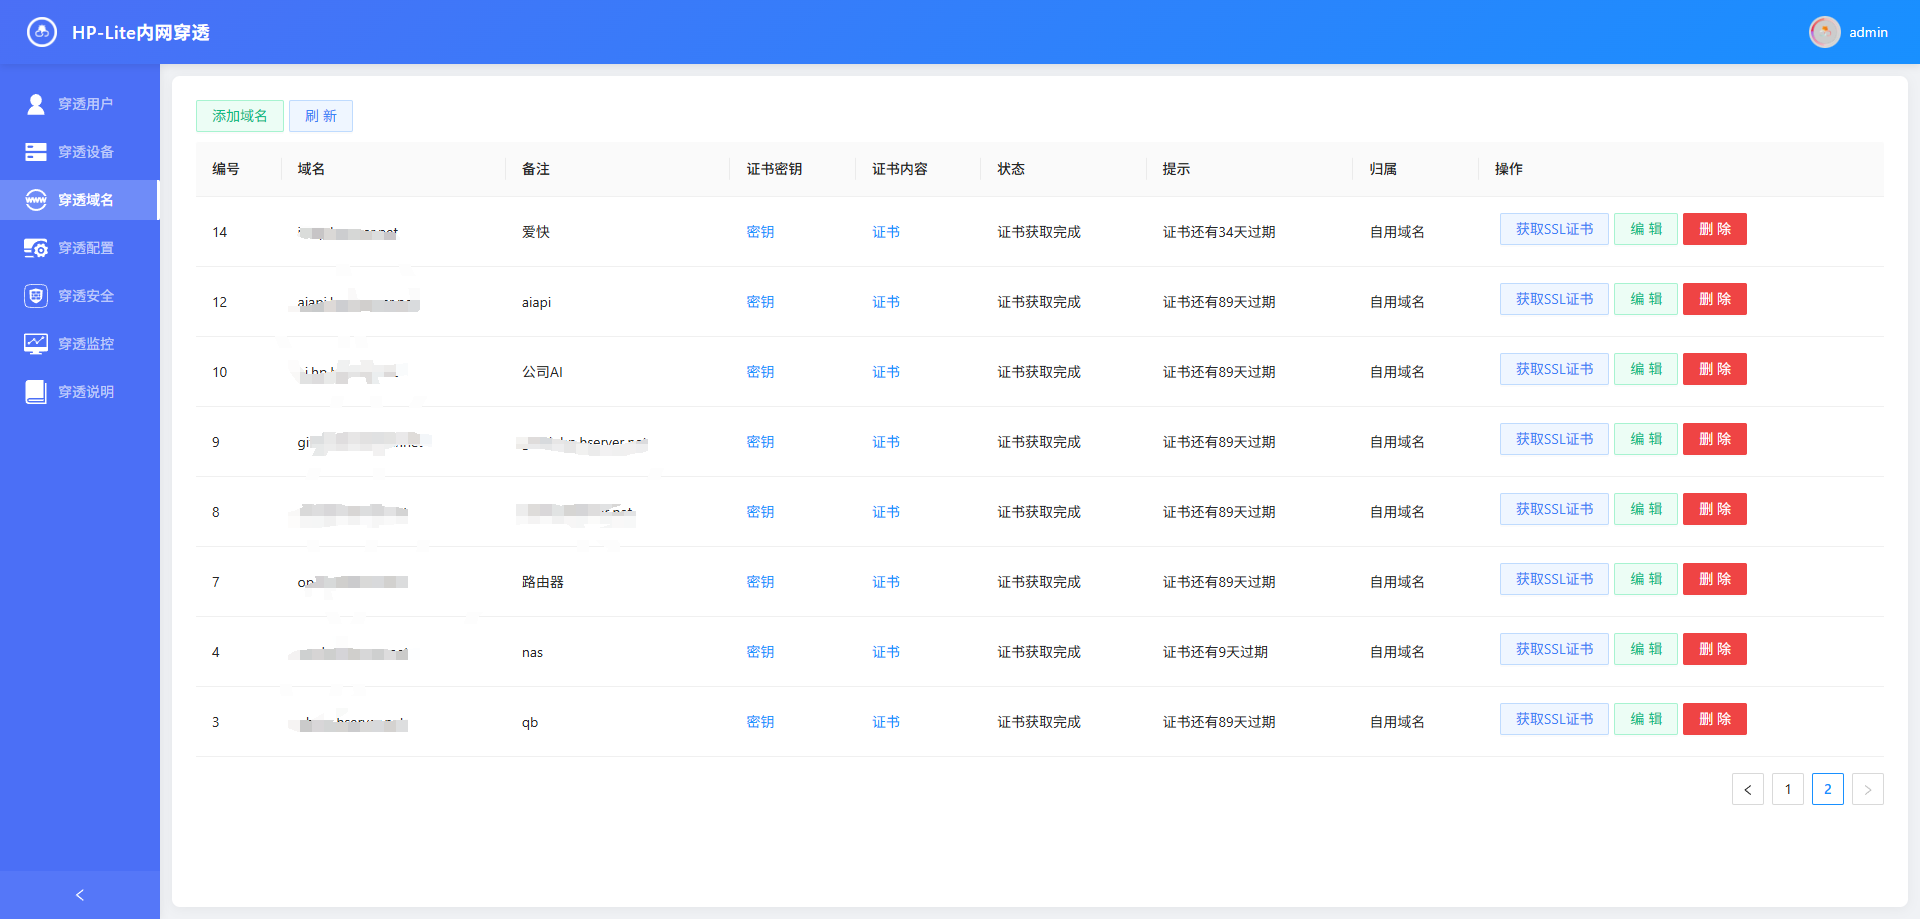 HP-Lite内网穿透
admin
穿透用户
穿透设备
穿透域名
穿透配置
穿透安全
穿透监控
穿透说明
添加域名 刷 新
编号 域名 备注 证书密钥 证书内容 状态 提示 归属 操作
14 爱快 密钥 证书 证书获取完成 证书还有34天过期 自用域名 获取SSL证书 编 辑 删 除
12 aiapi 密钥 证书 证书获取完成 证书还有89天过期 自用域名 获取SSL证书 编 辑 删 除
10 公司AI 密钥 证书 证书获取完成 证书还有89天过期 自用域名 获取SSL证书 编 辑 删 除
9 密钥 证书 证书获取完成 证书还有89天过期 自用域名 获取SSL证书 编 辑 删 除
8 密钥 证书 证书获取完成 证书还有89天过期 自用域名 获取SSL证书 编 辑 删 除
7 路由器 密钥 证书 证书获取完成 证书还有89天过期 自用域名 获取SSL证书 编 辑 删 除
4 nas 密钥 证书 证书获取完成 证书还有9天过期 自用域名 获取SSL证书 编 辑 删 除
3 qb 密钥 证书 证书获取完成 证书还有89天过期 自用域名 获取SSL证书 编 辑 删 除
< 1 2 >
<